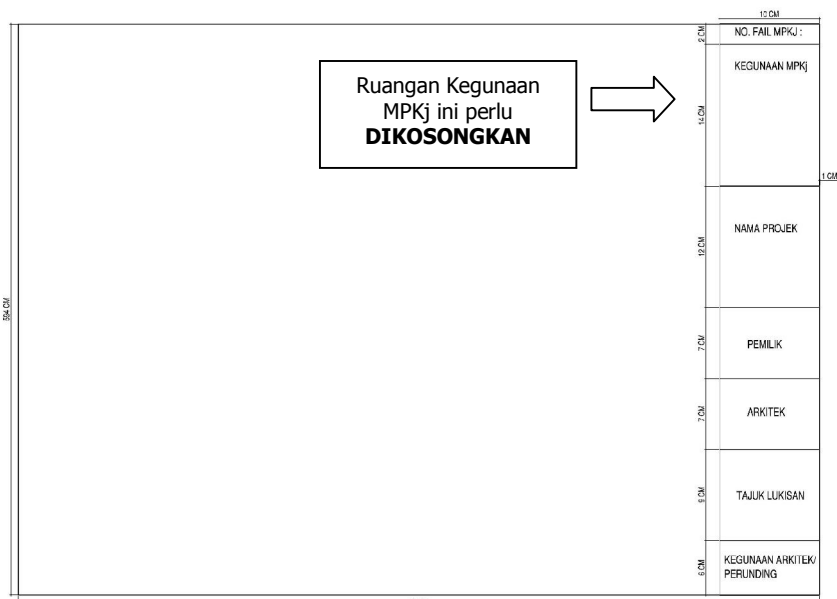 10 CM
2 CM
NO. FAIL MPKJ :
KEGUNAAN MPKj
Ruangan Kegunaan
MPKj ini perlu
DIKOSONGKAN
14 CM
1 CM
NAMA PROJEK
12 CM
594 CM
PEMILIK
7 CM
ARKITEK
7 CM
TAJUK LUKISAN
9 CM
KEGUNAAN ARKITEK/
PERUNDING
6 CM